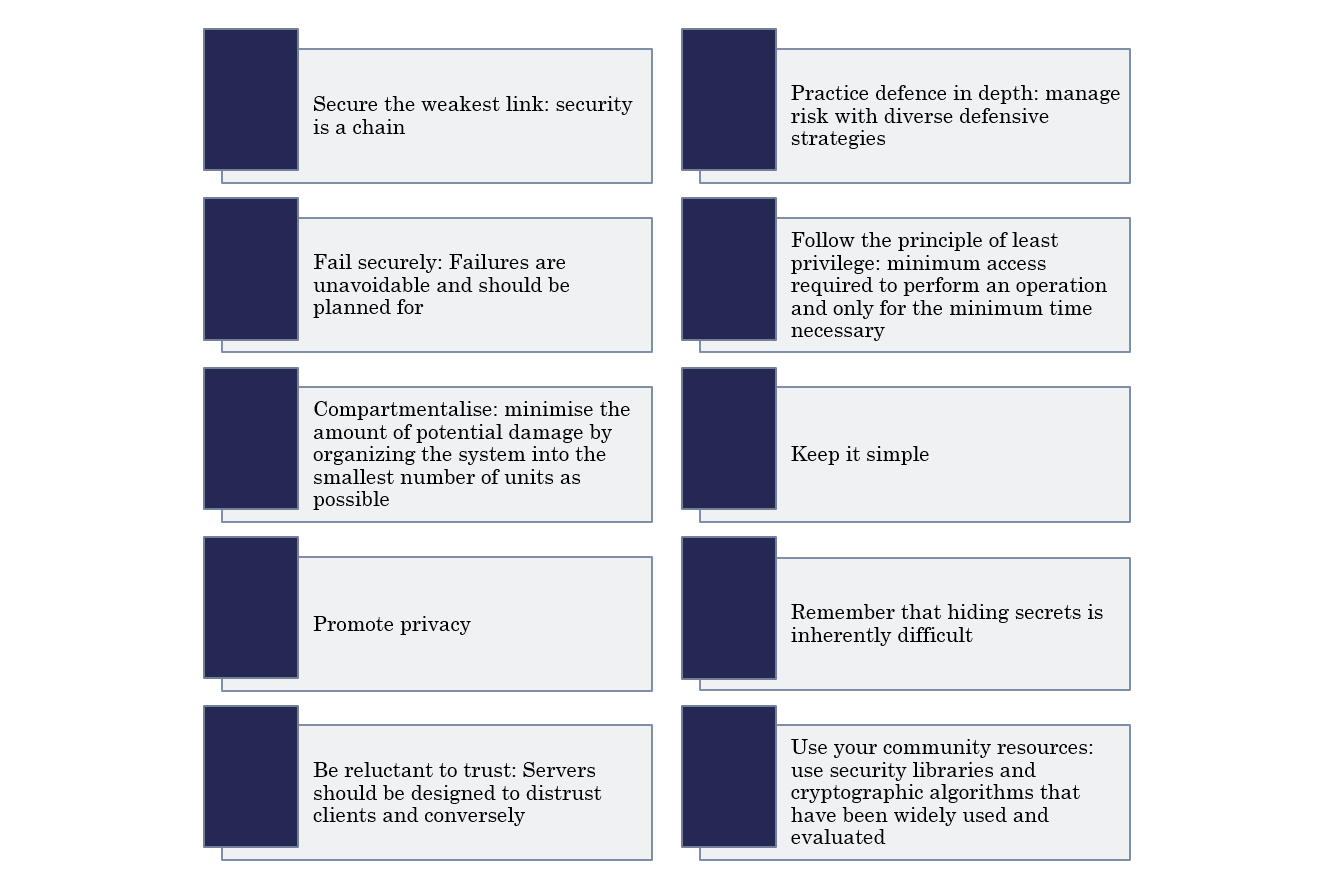 Secure the weakest link: security
is a chain
Practice defence in depth: manage
risk with diverse defensive
strategies
Fail securely: Failures are
unavoidable and should be
planned for
Follow the principle of least
privilege: minimum access
required to perform an operation
and only for the minimum time
necessary
Compartmentalise: minimise the
amount of potential damage by
organizing the system into the
smallest number of units as
possible
Keep it simple
Promote privacy
Remember that hiding secrets is
inherently difficult
Be reluctant to trust: Servers
should be designed to distrust
clients and conversely
Use your community resources:
use security libraries and
cryptographic algorithms that
have been widely used and
evaluated